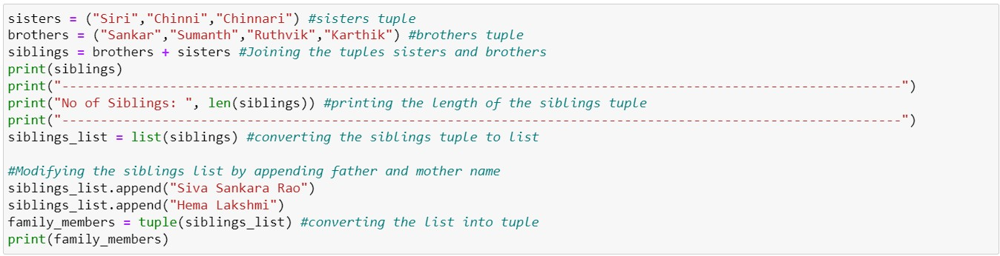 sisters = ("Siri","Chinni","Chinnari") #sisters tuple
brothers = ("Sankar","Sumanth","Ruthvik","Karthik") #brothers tuple
siblings = brothers + sisters #Joining the tuples sisters and brothers
print(siblings)
print("------------------------------------------------------------------------------------------------------------")
print("No of Siblings: ", len(siblings)) #printing the length of the siblings tuple
print("------------------------------------------------------------------------------------------------------------")
siblings_list = list(siblings) #converting the siblings tuple to list

#Modifying the siblings list by appending father and mother name
siblings_list.append("Siva Sankara Rao")
siblings_list.append("Hema Lakshmi")
family_members = tuple(siblings_list) #converting the list into tuple
print(family_members)